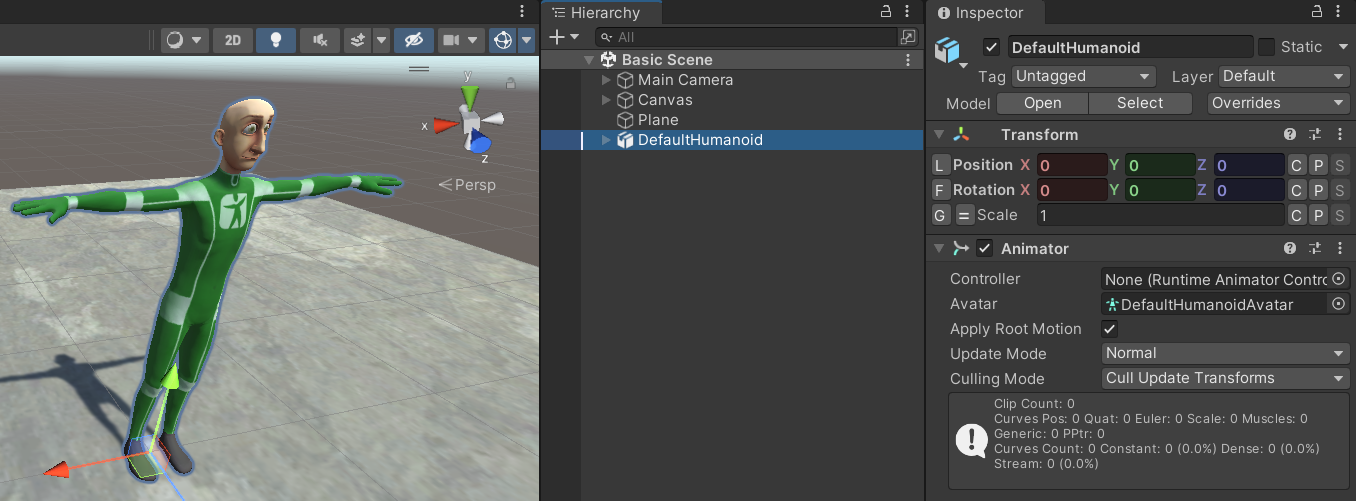 2D
y
x
z
Persp
Hierarchy
All
Basic Scene
Main Camera
Canvas
Plane
DefaultHumanoid
Inspector
DefaultHumanoid Static
Tag Untagged Layer Default
Model Open Select Overrides
Transform
L Position X 0 Y 0 Z 0 C P S
F Rotation X 0 Y 0 Z 0 C P S
G = Scale 1 C P S
Animator
Controller None (Runtime Animator Contro
Avatar DefaultHumanoidAvatar
Apply Root Motion
Update Mode Normal
Culling Mode Cull Update Transforms
Clip Count: 0
Curves Pos: 0 Quat: 0 Euler: 0 Scale: 0 Muscles: 0
Generic: 0 PPtr: 0
Curves Count: 0 Constant: 0 (0.0%) Dense: 0 (0.0%)
Stream: 0 (0.0%)